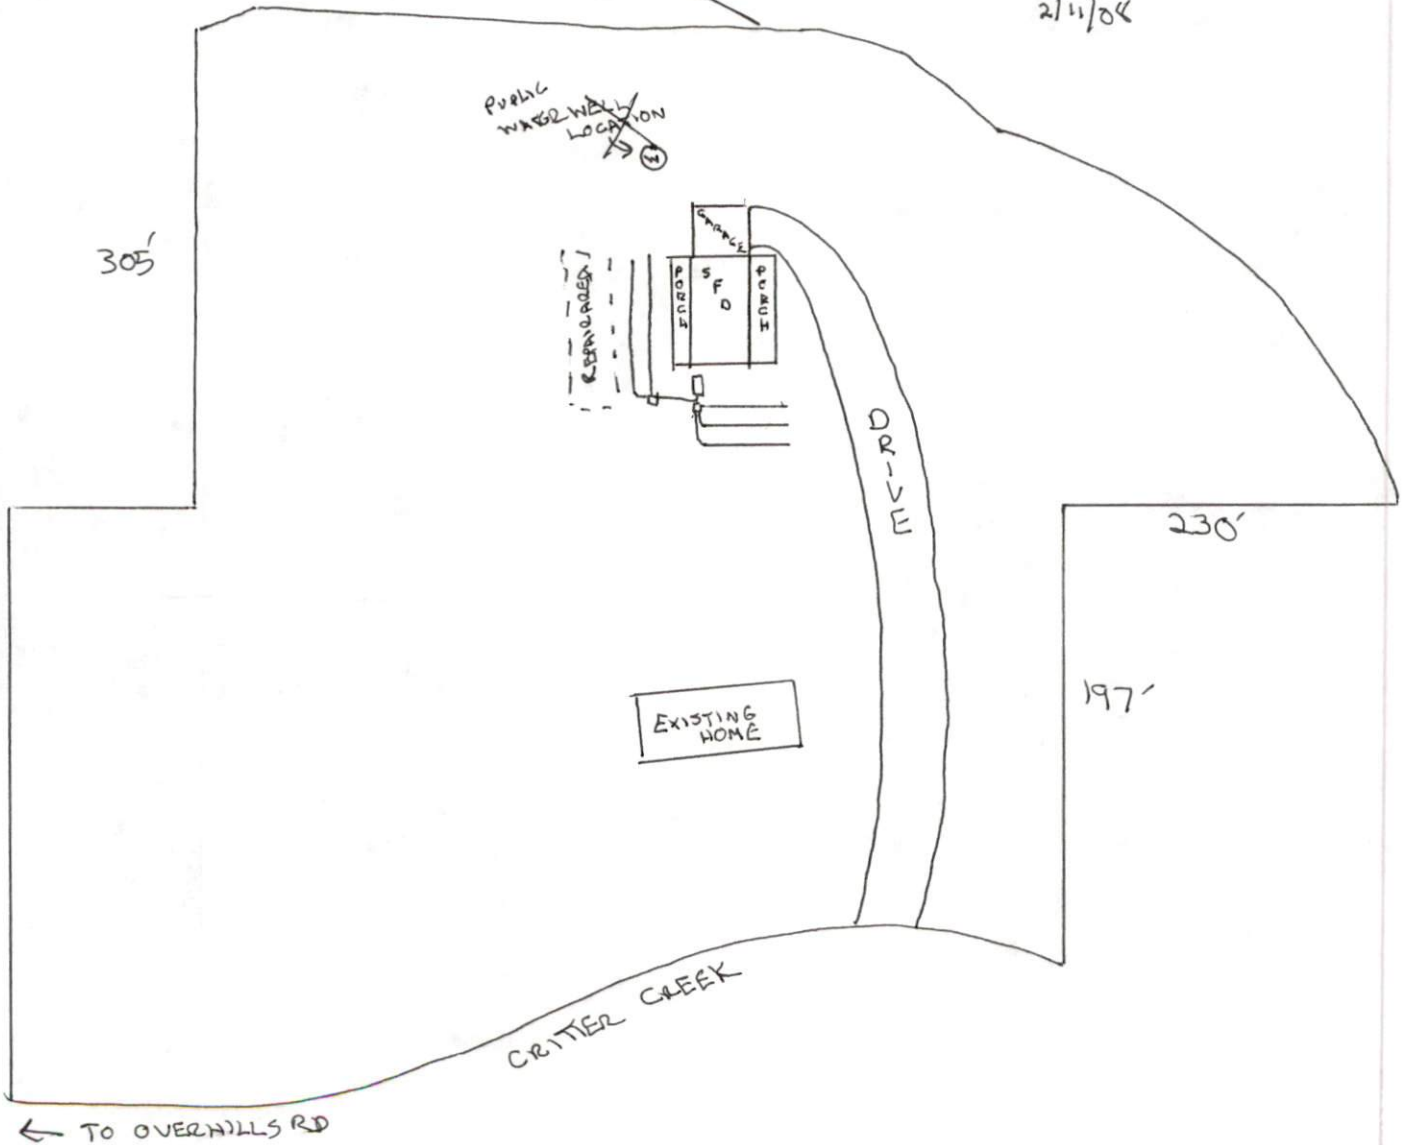 2/11/08
PUBLIC
WATER WELL
LOCATION
W
305'
GARAGE
REPAIR AREA
PORCH
SFD
PORCH
DRIVE
230'
197'
EXISTING
HOME
CRITTER CREEK
← TO OVERHILLS RD